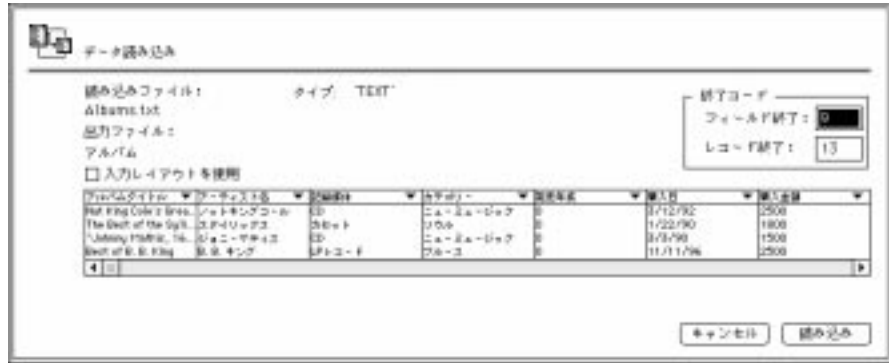 データ読み込み
読み込みファイル： タイプ 'TEXT'
Albums.txt
出力ファイル：
アルバム
入力レイアウトを使用
終了コード
フィールド終了： 9
レコード終了： 13
アルバムタイトル アーティスト名 記録媒体 カテゴリー 発売年 購入日 購入金額
Nat King Cole's Grea... ナットキングコール CD ニューミュージック 0 3/12/92 2500
The Best of the ... カセット ソウル 0 1/22/90 1800
"Johnny Mathis, 16... ジョニーマティス CD ニューミュージック 0 3/3/90 1500
Best of B. B. King B. B. キング LPレコード ブルース 0 11/11/96 2500
キャンセル 読み込み